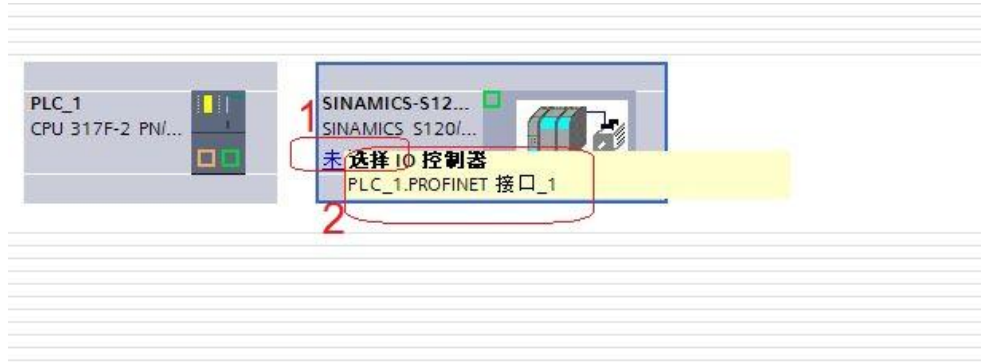 PLC_1
CPU 317F-2 PN/...
1
SINAMICS-S12...
SINAMICS S120/...
未
选择 IO 控制器
PLC_1.PROFINET 接口_1
2